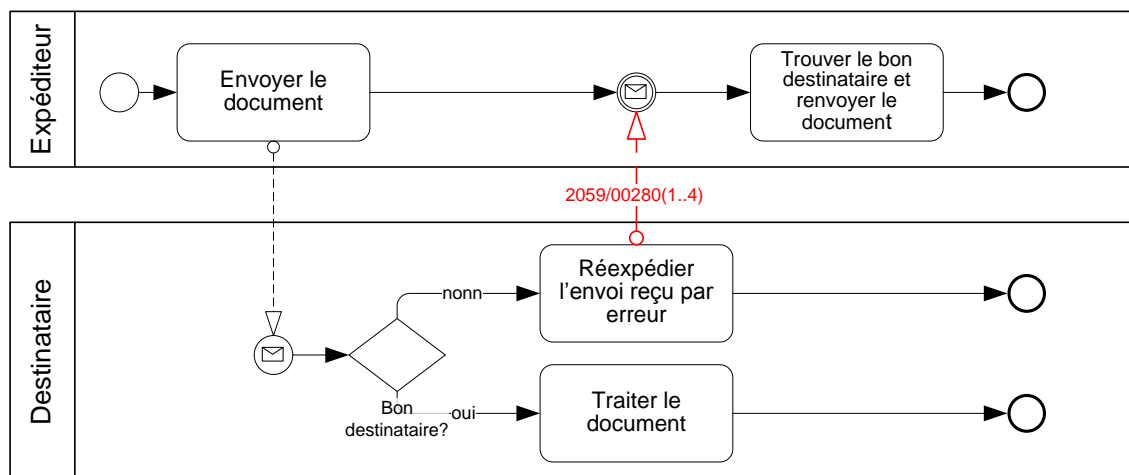 Expéditeur
Envoyer le
document
Trouver le bon
destinataire et
renvoyer le
document
2059/00280(1..4)
Destinataire
nonn
Réexpédier
l'envoi reçu par
erreur
Bon
destinataire?
oui
Traiter le
document